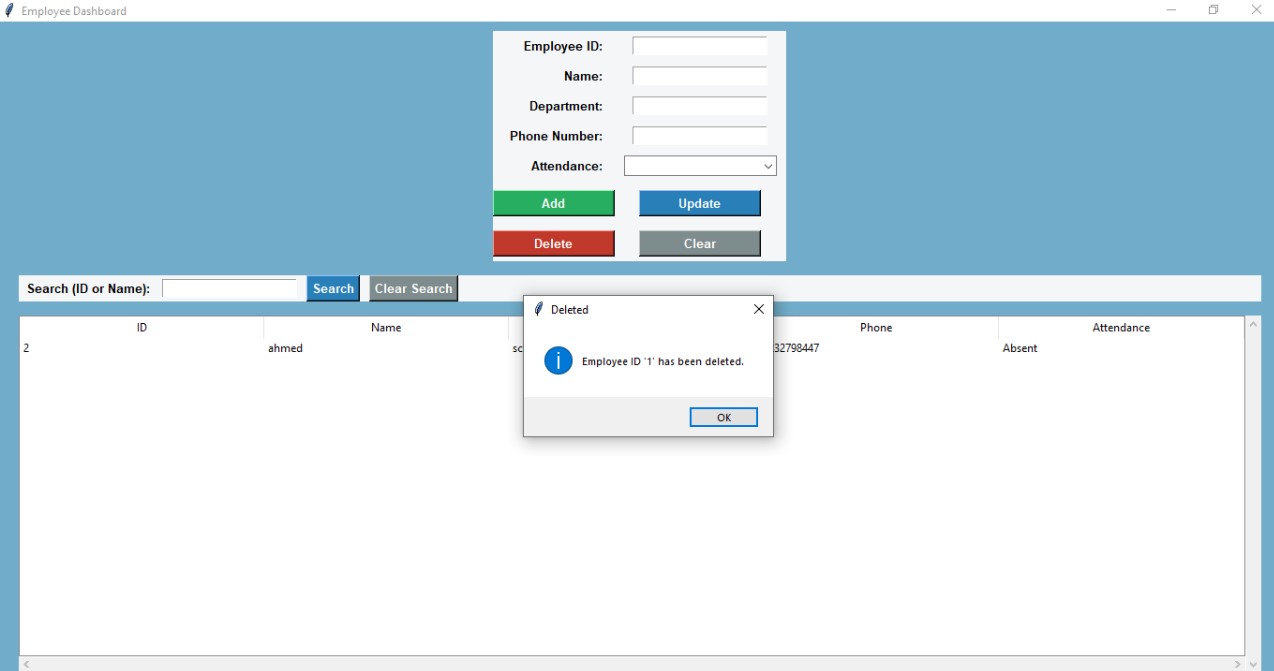 Employee Dashboard
Employee ID:
Name:
Department:
Phone Number:
Attendance:
Add Update
Delete Clear
Search (ID or Name): Search Clear Search
Deleted
Employee ID '1' has been deleted.
OK
ID Name Phone Attendance
2 ahmed sc 32798447 Absent